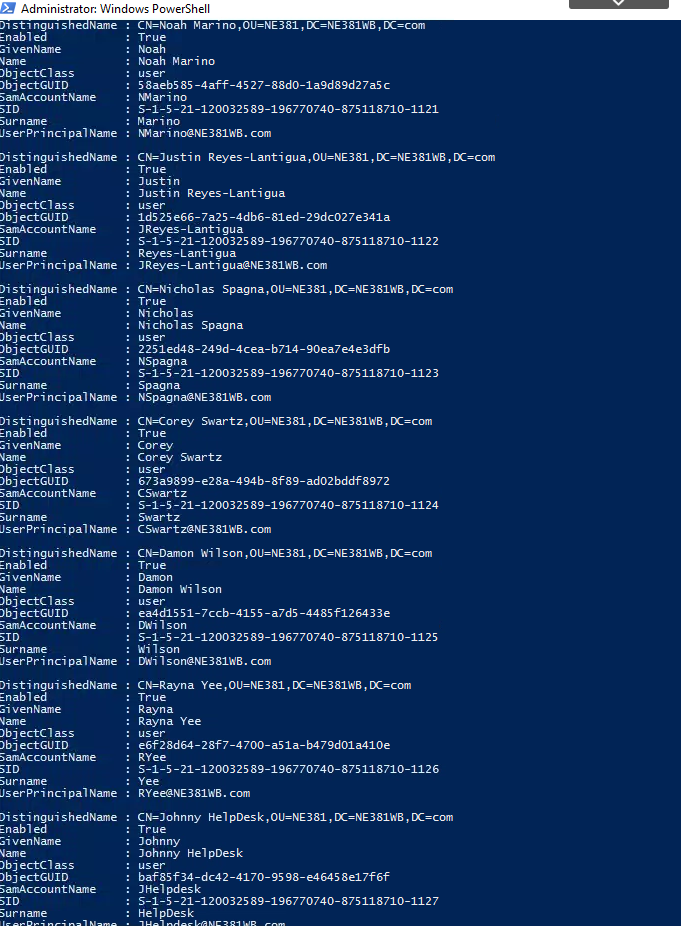 Administrator: Windows PowerShell
DistinguishedName : CN=Noah Marino,OU=NE381,DC=NE381WB,DC=com
Enabled : True
GivenName : Noah
Name : Noah Marino
ObjectClass : user
ObjectGUID : 58aeb585-4aff-4527-88d0-1a9d89d27a5c
SamAccountName : NMarino
SID : S-1-5-21-120032589-196770740-875118710-1121
Surname : Marino
UserPrincipalName : NMarino@NE381WB.com
DistinguishedName : CN=Justin Reyes-Lantigua,OU=NE381,DC=NE381WB,DC=com
Enabled : True
GivenName : Justin
Name : Justin Reyes-Lantigua
ObjectClass : user
ObjectGUID : 1d525e66-7a25-4db6-81ed-29dc027e341a
SamAccountName : JReyes-Lantigua
SID : S-1-5-21-120032589-196770740-875118710-1122
Surname : Reyes-Lantigua
UserPrincipalName : JReyes-Lantigua@NE381WB.com
DistinguishedName : CN=Nicholas Spagna,OU=NE381,DC=NE381WB,DC=com
Enabled : True
GivenName : Nicholas
Name : Nicholas Spagna
ObjectClass : user
ObjectGUID : 2251ed48-249d-4cea-b714-90ea7e4e3dfb
SamAccountName : NSpagna
SID : S-1-5-21-120032589-196770740-875118710-1123
Surname : Spagna
UserPrincipalName : NSpagna@NE381WB.com
DistinguishedName : CN=Corey Swartz,OU=NE381,DC=NE381WB,DC=com
Enabled : True
GivenName : Corey
Name : Corey Swartz
ObjectClass : user
ObjectGUID : 673a9899-e28a-494b-8f89-ad02bddf8972
SamAccountName : CSwartz
SID : S-1-5-21-120032589-196770740-875118710-1124
Surname : Swartz
UserPrincipalName : CSwartz@NE381WB.com
DistinguishedName : CN=Damon Wilson,OU=NE381,DC=NE381WB,DC=com
Enabled : True
GivenName : Damon
Name : Damon Wilson
ObjectClass : user
ObjectGUID : ea4d1551-7ccb-4155-a7d5-4485f126433e
SamAccountName : DWilson
SID : S-1-5-21-120032589-196770740-875118710-1125
Surname : Wilson
UserPrincipalName : DWilson@NE381WB.com
DistinguishedName : CN=Rayna Yee,OU=NE381,DC=NE381WB,DC=com
Enabled : True
GivenName : Rayna
Name : Rayna Yee
ObjectClass : user
ObjectGUID : e6f28d64-28f7-4700-a51a-b479d01a410e
SamAccountName : RYee
SID : S-1-5-21-120032589-196770740-875118710-1126
Surname : Yee
UserPrincipalName : RYee@NE381WB.com
DistinguishedName : CN=Johnny HelpDesk,OU=NE381,DC=NE381WB,DC=com
Enabled : True
GivenName : Johnny
Name : Johnny HelpDesk
ObjectClass : user
ObjectGUID : baf85f34-dc42-4170-9598-e46458e17f6f
SamAccountName : JHelpdesk
SID : S-1-5-21-120032589-196770740-875118710-1127
Surname : HelpDesk
UserPrincipalName : JHelpdesk@NE381WB.com